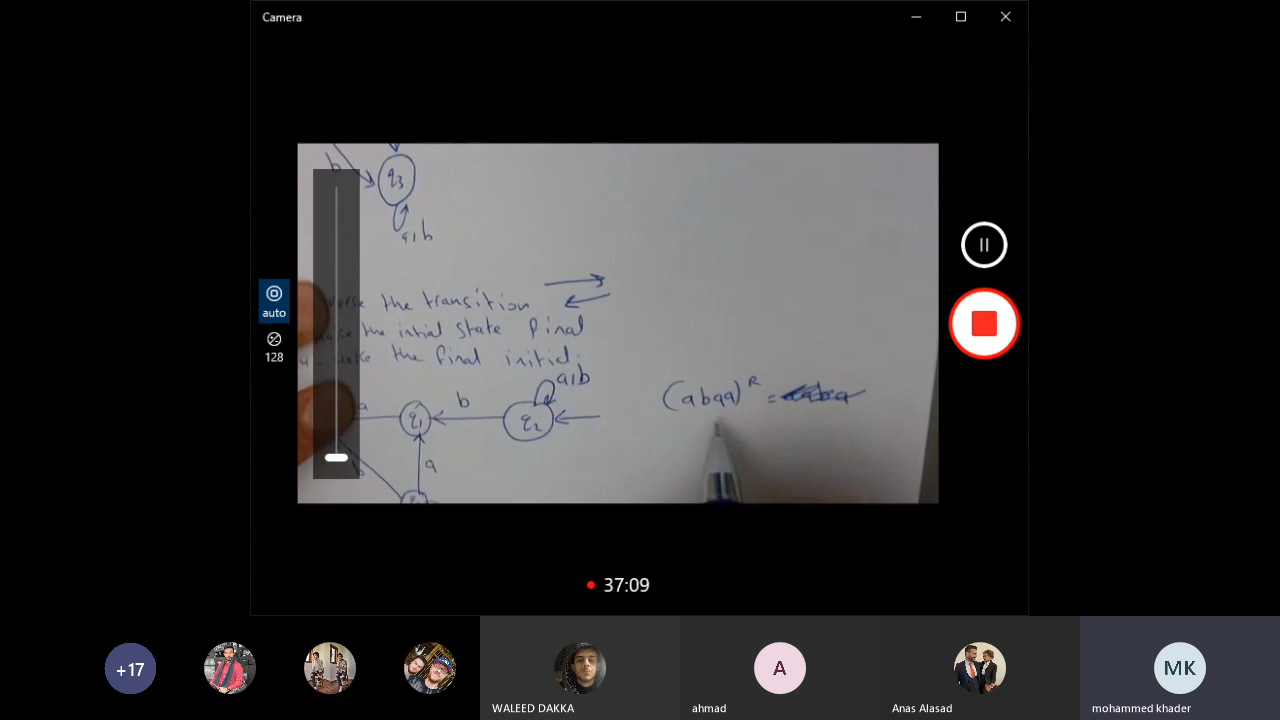 Camera
b
q3
a,b
the transition
the intial state final
the final initial.
a,b
a
b
q1
q2
(abaa)ᴿ =
a
b
auto
128
37:09
+17
WALEED DAKKA
ahmad
A
Anas Alasad
mohammed khader
MK